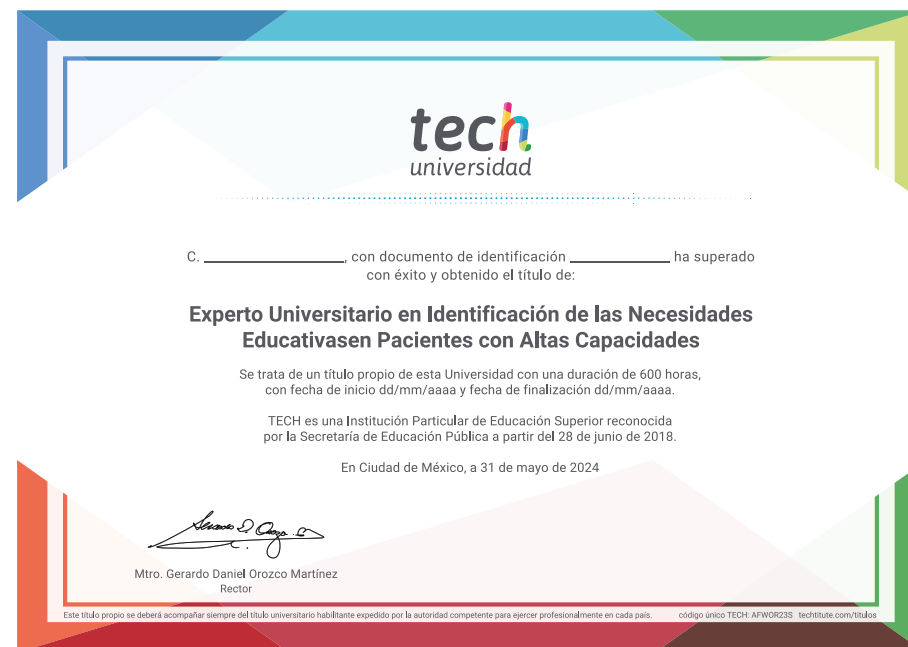 tech
universidad
C. ____________, con documento de identificación ____________ ha superado
con éxito y obtenido el título de:
Experto Universitario en Identificación de las Necesidades
Educativasen Pacientes con Altas Capacidades
Se trata de un título propio de esta Universidad con una duración de 600 horas,
con fecha de inicio dd/mm/aaaa y fecha de finalización dd/mm/aaaa.
TECH es una Institución Particular de Educación Superior reconocida
por la Secretaría de Educación Pública a partir del 28 de junio de 2018.
En Ciudad de México, a 31 de mayo de 2024
Mtro. Gerardo Daniel Orozco Martínez
Rector
Este título propio se deberá acompañar siempre del título universitario habilitante expedido por la autoridad competente para ejercer profesionalmente en cada país. código único TECH: AFWOR23S techtitute.com/titulos